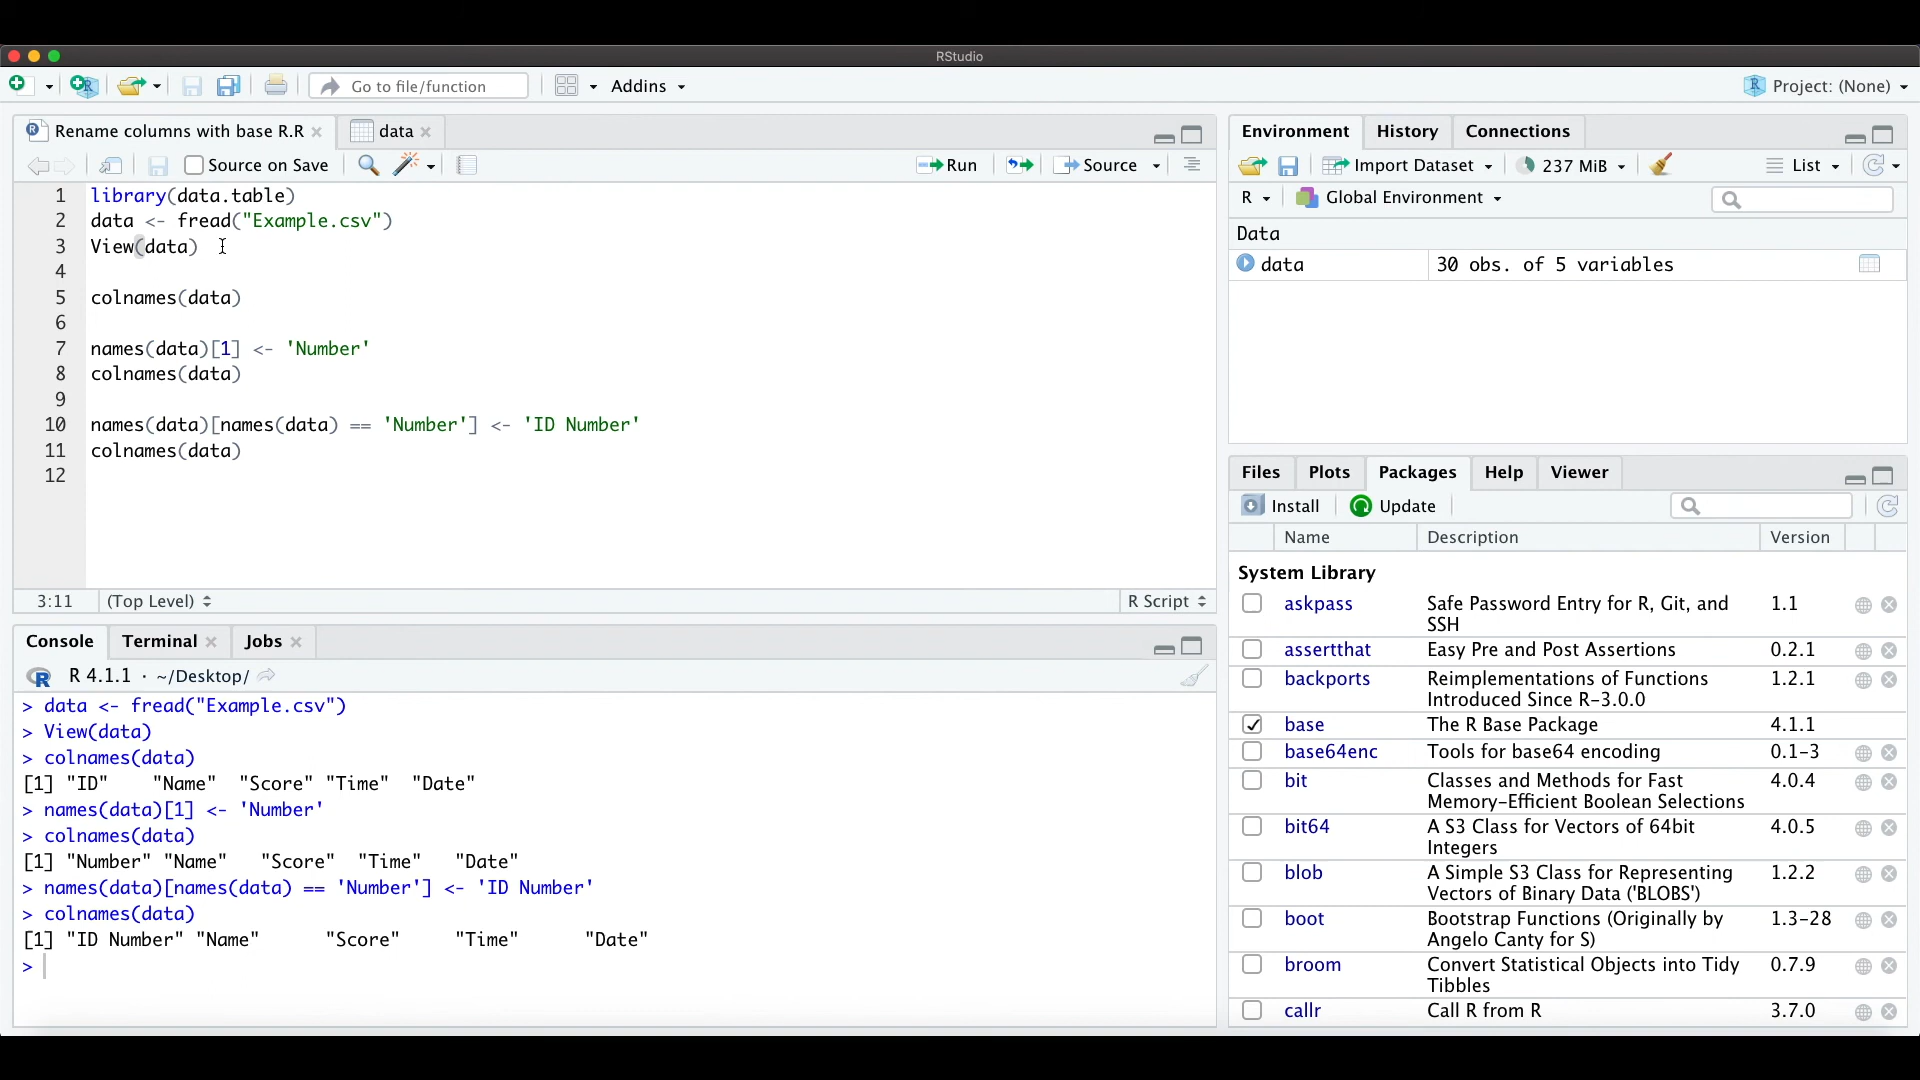 RStudio
Go to file/function
Addins
Project: (None)
Rename columns with base R.R
data
Source on Save
Run
Source
1 library(data.table)
2 data <- fread("Example.csv")
3 View(data)
4
5 colnames(data)
6
7 names(data)[1] <- 'Number'
8 colnames(data)
9
10 names(data)[names(data) == 'Number'] <- 'ID Number'
11 colnames(data)
12
3:11 (Top Level) R Script
Console Terminal Jobs
R 4.1.1 · ~/Desktop/
> data <- fread("Example.csv")
> View(data)
> colnames(data)
[1] "ID"    "Name"  "Score" "Time"  "Date"
> names(data)[1] <- 'Number'
> colnames(data)
[1] "Number" "Name"   "Score"  "Time"   "Date"
> names(data)[names(data) == 'Number'] <- 'ID Number'
> colnames(data)
[1] "ID Number" "Name"      "Score"     "Time"      "Date"
>
Environment History Connections
Import Dataset 237 MiB List
R Global Environment
Data
data 30 obs. of 5 variables
Files Plots Packages Help Viewer
Install Update
Name Description Version
System Library
askpass Safe Password Entry for R, Git, and 1.1
SSH
assertthat Easy Pre and Post Assertions 0.2.1
backports Reimplementations of Functions 1.2.1
Introduced Since R-3.0.0
base The R Base Package 4.1.1
base64enc Tools for base64 encoding 0.1-3
bit Classes and Methods for Fast 4.0.4
Memory-Efficient Boolean Selections
bit64 A S3 Class for Vectors of 64bit 4.0.5
Integers
blob A Simple S3 Class for Representing 1.2.2
Vectors of Binary Data ('BLOBS')
boot Bootstrap Functions (Originally by 1.3-28
Angelo Canty for S)
broom Convert Statistical Objects into Tidy 0.7.9
Tibbles
callr Call R from R 3.7.0